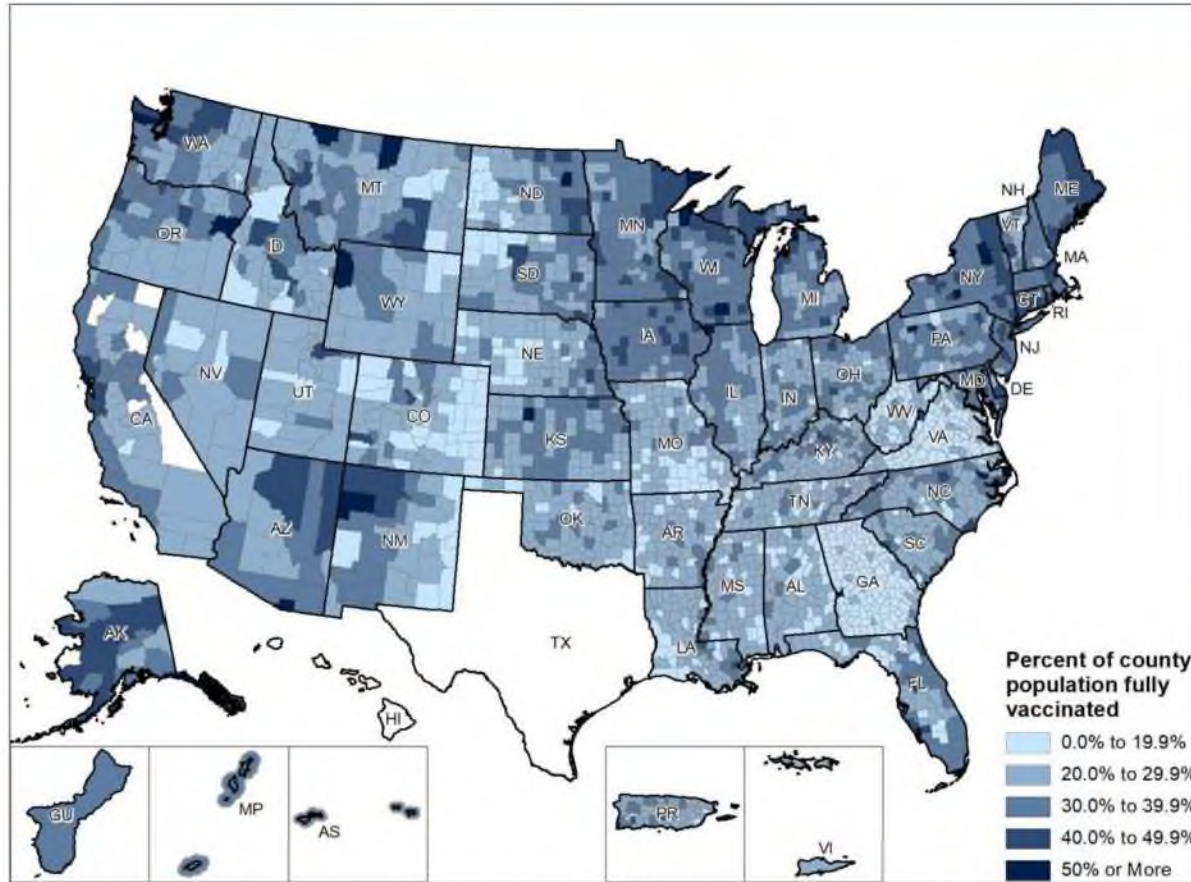 WA
MT
ND
MN
OR
ID
SD
WI
WY
MI
NH
VT
ME
NY
MA
CT
RI
NV
UT
CO
NE
IA
PA
NJ
CA
IL
IN
OH
MD
DE
KS
MO
WV
VA
KY
AZ
NM
OK
AR
TN
NC
SC
MS
AL
GA
AK
TX
LA
FL
HI
Percent of county
population fully
vaccinated
0.0% to 19.9%
20.0% to 29.9%
30.0% to 39.9%
40.0% to 49.9%
50% or More
GU
MP
AS
PR
VI